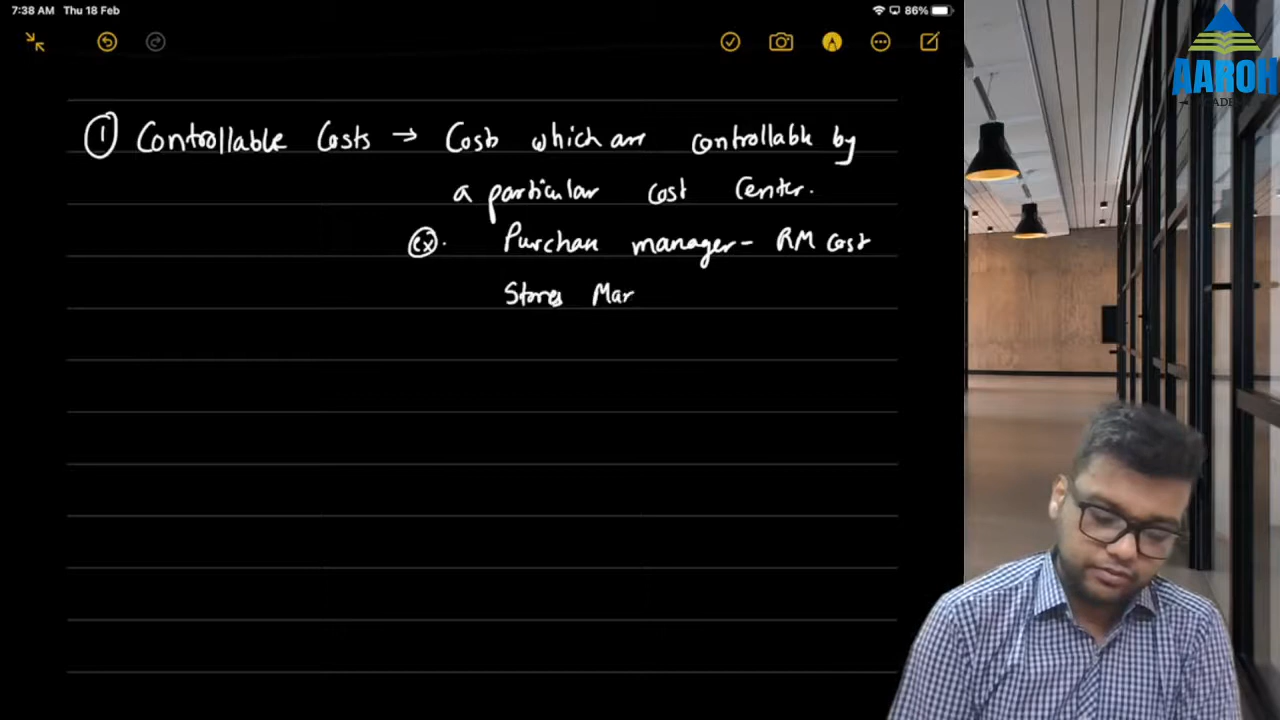 7:38 AM Thu 18 Feb
86%
AAROH
ACADEMY
① Controllable Costs → Costs which are controllable by
a particular cost Center.
ex. Purchase manager - RM cost
Stores Mar